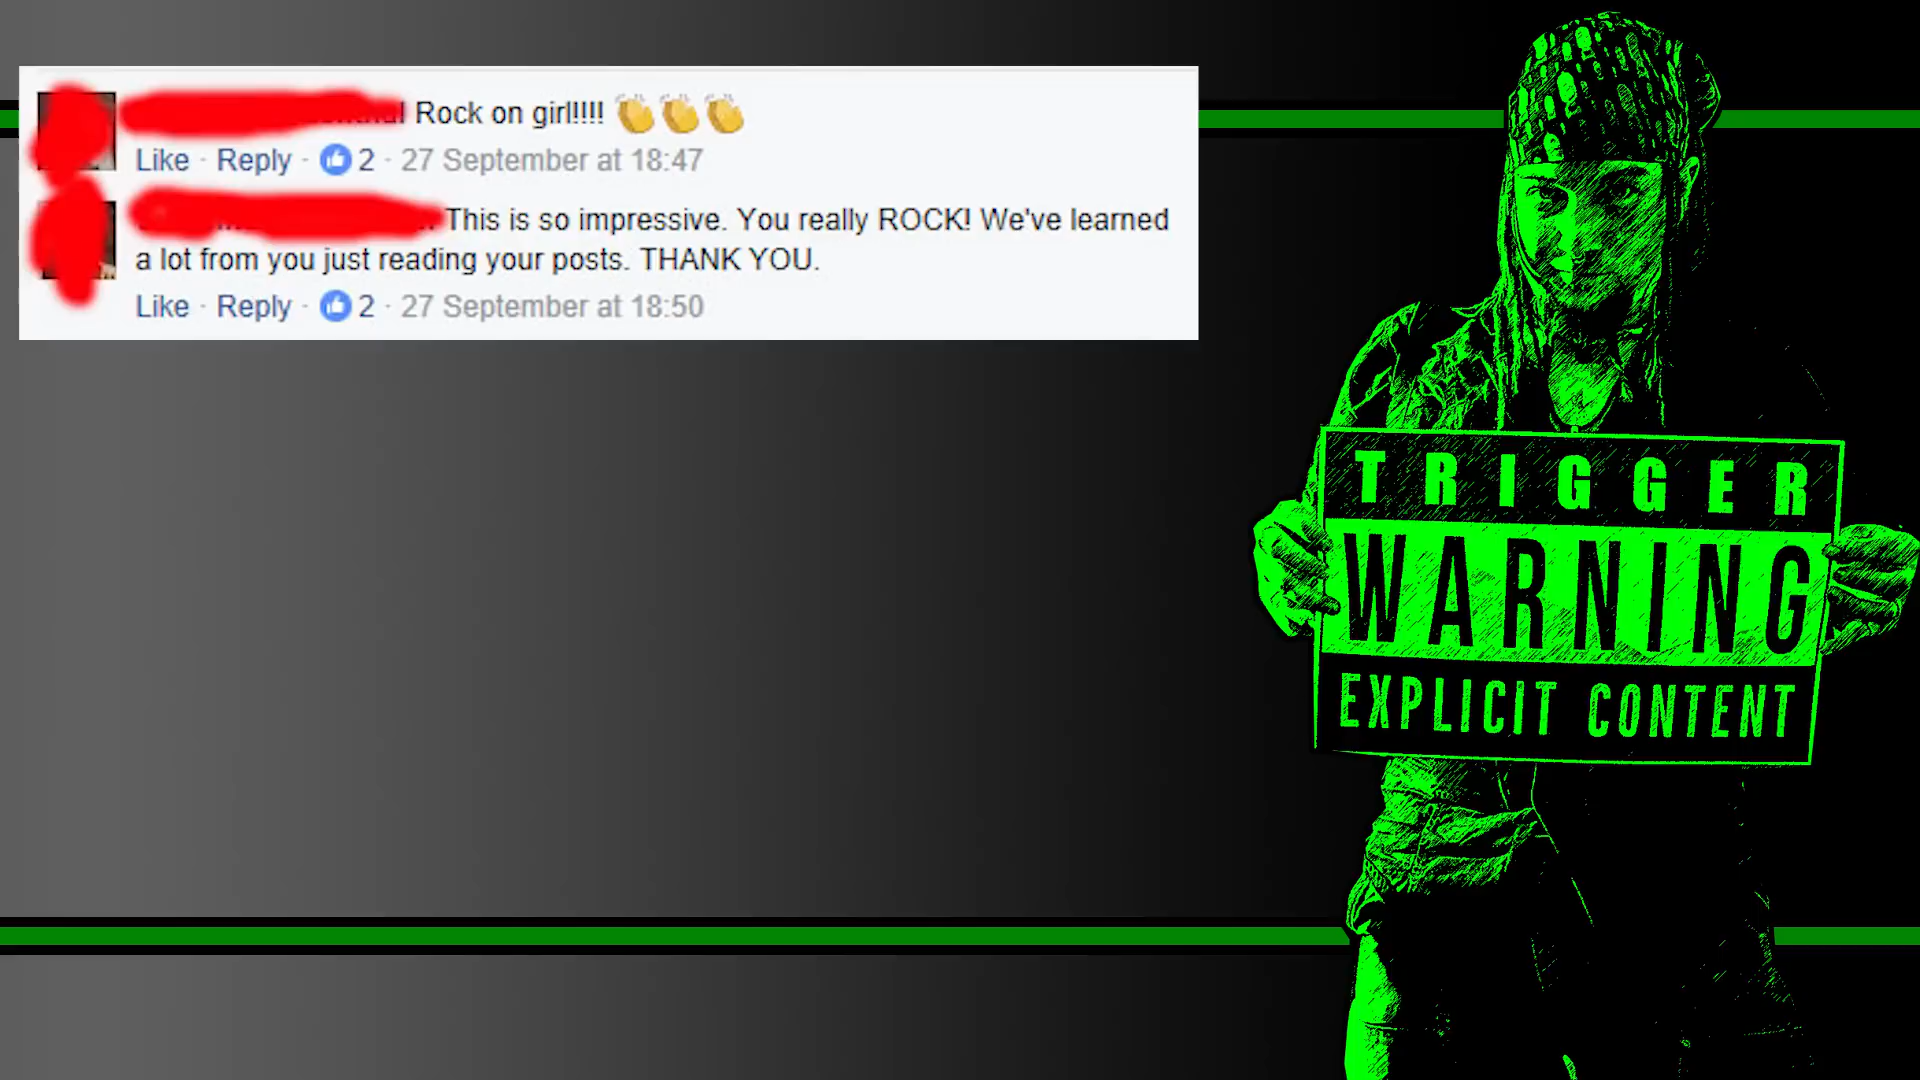 Rock on girl!!!! 👏👏👏
Like · Reply · 2 · 27 September at 18:47
This is so impressive. You really ROCK! We've learned
a lot from you just reading your posts. THANK YOU.
Like · Reply · 2 · 27 September at 18:50
TRIGGER
WARNING
EXPLICIT CONTENT